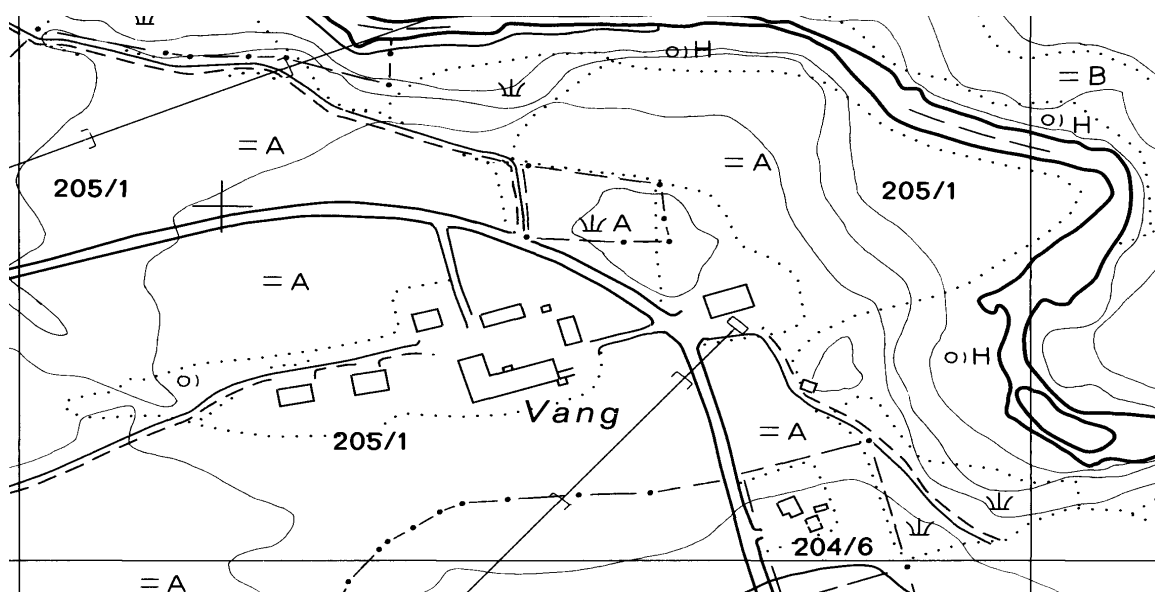 H
= B
H
= A
= A
205/1
205/1
A
= A
H
Vang
= A
205/1
204/6
= A